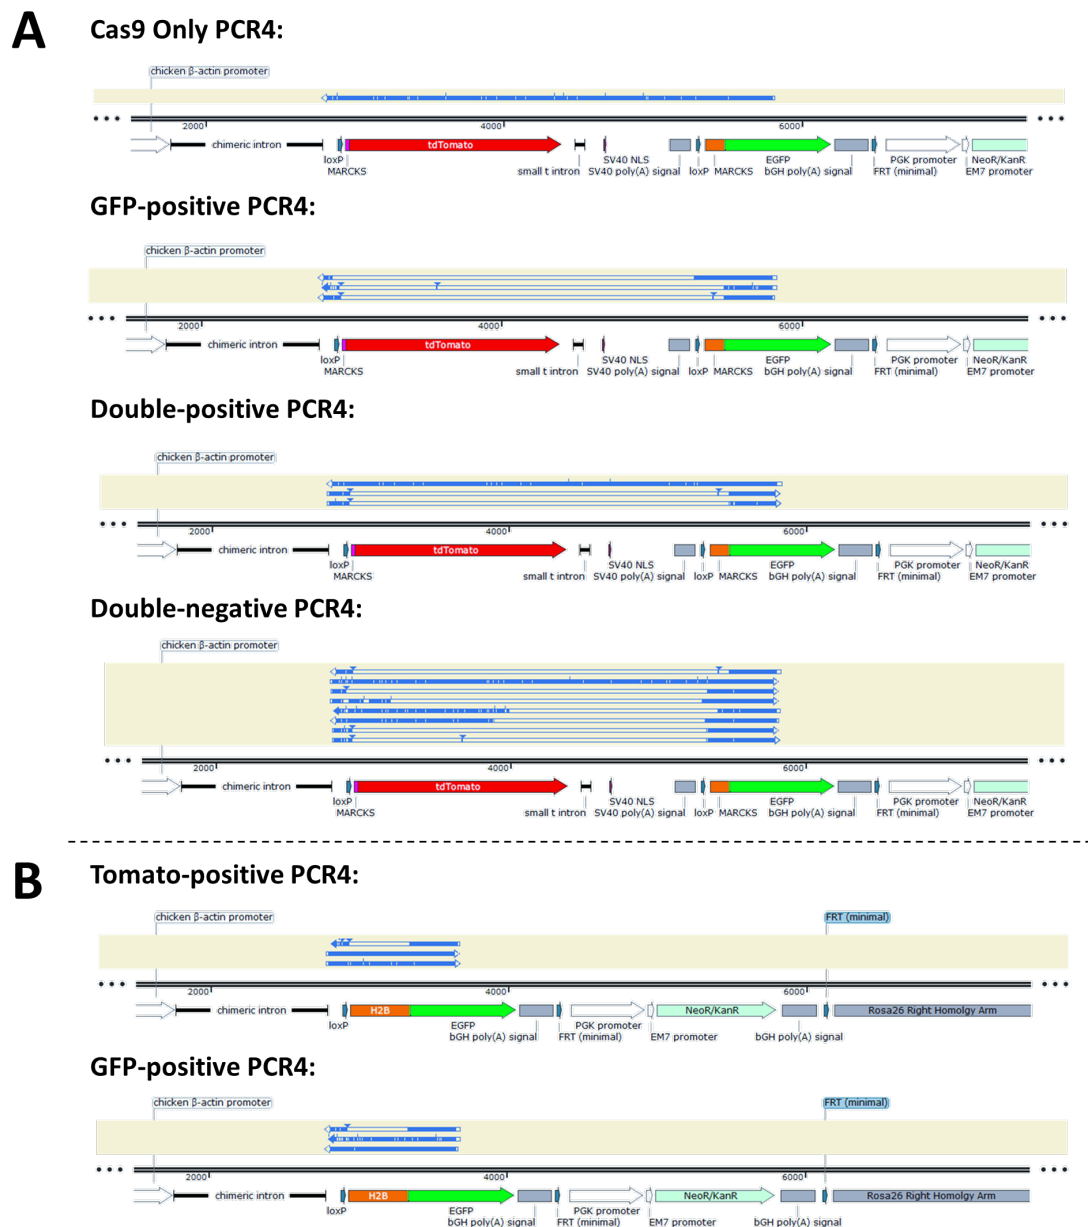 A
Cas9 Only PCR4:
chicken β-actin promoter
2000 4000 6000
chimeric intron tdTomato SV40 NLS EGFP PGK promoter NeoR/KanR
loxP small t intron SV40 poly(A) signal loxP MARCKS bGH poly(A) signal FRT (minimal) EM7 promoter
MARCKS
GFP-positive PCR4:
chicken β-actin promoter
2000 4000 6000
chimeric intron tdTomato SV40 NLS EGFP PGK promoter NeoR/KanR
loxP small t intron SV40 poly(A) signal loxP MARCKS bGH poly(A) signal FRT (minimal) EM7 promoter
MARCKS
Double-positive PCR4:
chicken β-actin promoter
2000 4000 6000
chimeric intron tdTomato SV40 NLS EGFP PGK promoter NeoR/KanR
loxP small t intron SV40 poly(A) signal loxP MARCKS bGH poly(A) signal FRT (minimal) EM7 promoter
MARCKS
Double-negative PCR4:
chicken β-actin promoter
2000 4000 6000
chimeric intron tdTomato SV40 NLS EGFP PGK promoter NeoR/KanR
loxP small t intron SV40 poly(A) signal loxP MARCKS bGH poly(A) signal FRT (minimal) EM7 promoter
MARCKS
B
Tomato-positive PCR4:
chicken β-actin promoter FRT (minimal)
2000 4000 6000
chimeric intron H2B NeoR/KanR Rosa26 Right Homolgy Arm
loxP EGFP PGK promoter
bGH poly(A) signal FRT (minimal) EM7 promoter bGH poly(A) signal
GFP-positive PCR4:
chicken β-actin promoter FRT (minimal)
2000 4000 6000
chimeric intron H2B NeoR/KanR Rosa26 Right Homolgy Arm
loxP EGFP PGK promoter
bGH poly(A) signal FRT (minimal) EM7 promoter bGH poly(A) signal